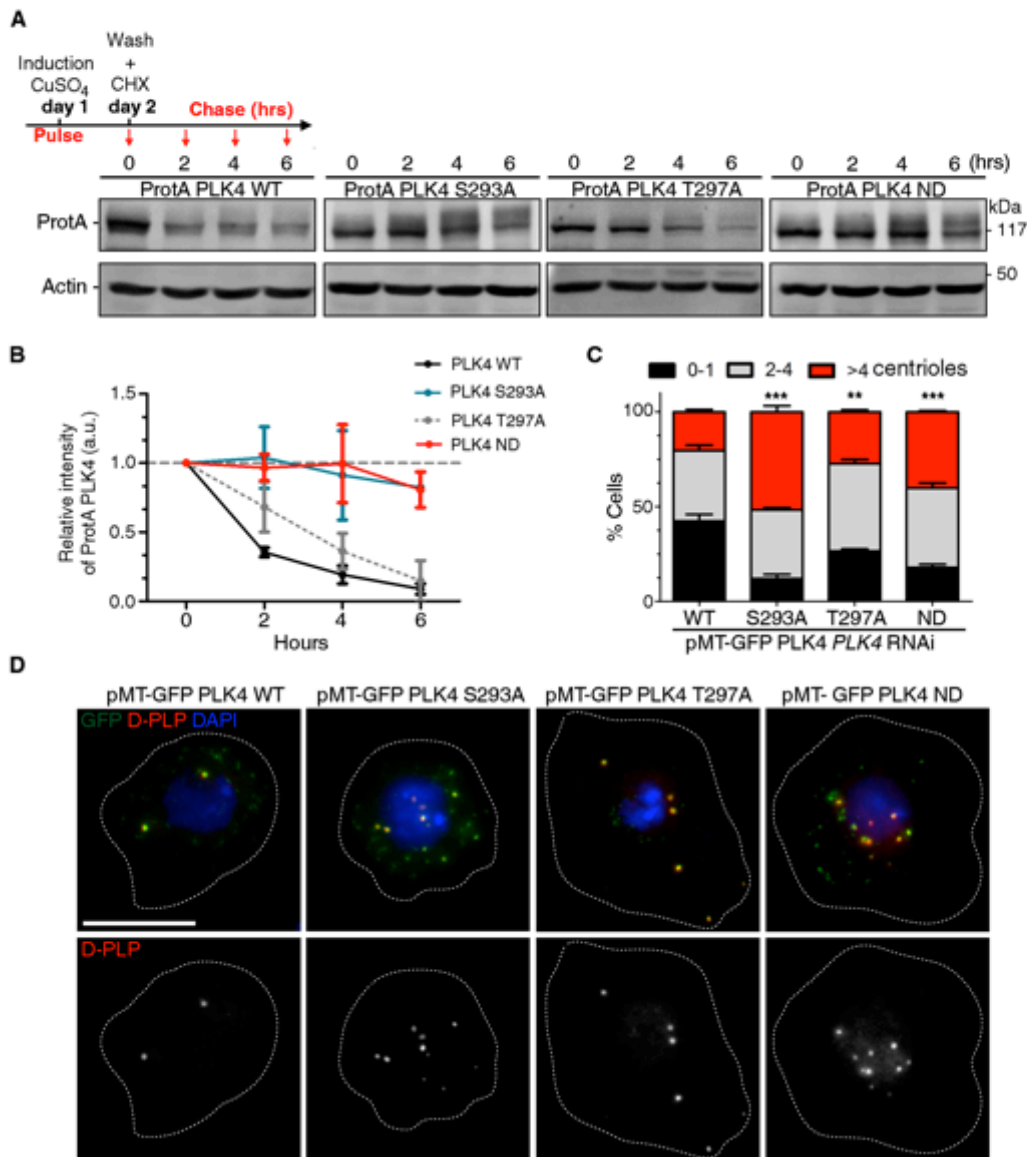 A
Wash
Induction +
CuSO4 CHX
day 1 day 2 Chase (hrs)
Pulse
0 2 4 6 0 2 4 6 0 2 4 6 0 2 4 6 (hrs)
ProtA PLK4 WT ProtA PLK4 S293A ProtA PLK4 T297A ProtA PLK4 ND kDa
ProtA 117
Actin 50
B
PLK4 WT
PLK4 S293A
PLK4 T297A
PLK4 ND
Relative intensity
of ProtA PLK4 (a.u.)
1.5
1.0
0.5
0.0
0 2 4 6
Hours
C
0-1 2-4 >4 centrioles
*** ** ***
% Cells
100
50
0
WT S293A T297A ND
pMT-GFP PLK4 PLK4 RNAi
D
pMT-GFP PLK4 WT pMT-GFP PLK4 S293A pMT-GFP PLK4 T297A pMT- GFP PLK4 ND
GFP D-PLP DAPI
D-PLP